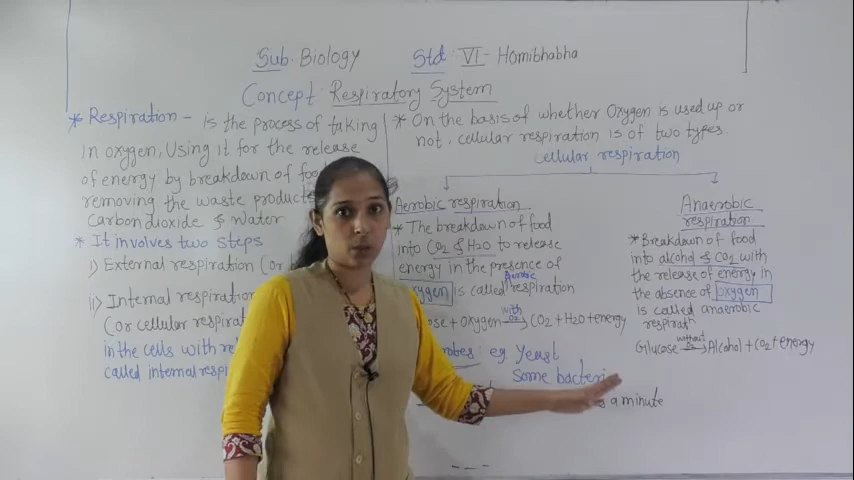 Sub. Biology Std: VI - Homibhabha
Concept: Respiratory System
* Respiration - is the process of taking
in oxygen, Using it for the release
of energy by breakdown of food
removing the waste products
Carbondioxide & water
* It involves two Steps
i) External respiration (or
ii) Internal respiration
(or cellular respirat
in the cells with re
called internal respi
* On the basis of whether Oxygen is used up or
not, cellular respiration is of two types.
cellular respiration
Aerobic respiration
* The breakdown of food
into CO2 & H2O to release
energy in the presence of
oxygen is called Aerobic respiration
ose + Oxygen with O2 → CO2 + H2O + energy
obes: eg Yeast
Some bacteri
a minute
Anaerobic
respiration
* Breakdown of food
into alcohol & CO2 with
the release of energy in
the absence of oxygen
is called anaerobic
respiratn
Glucose without O2 → Alcohol + CO2 + energy